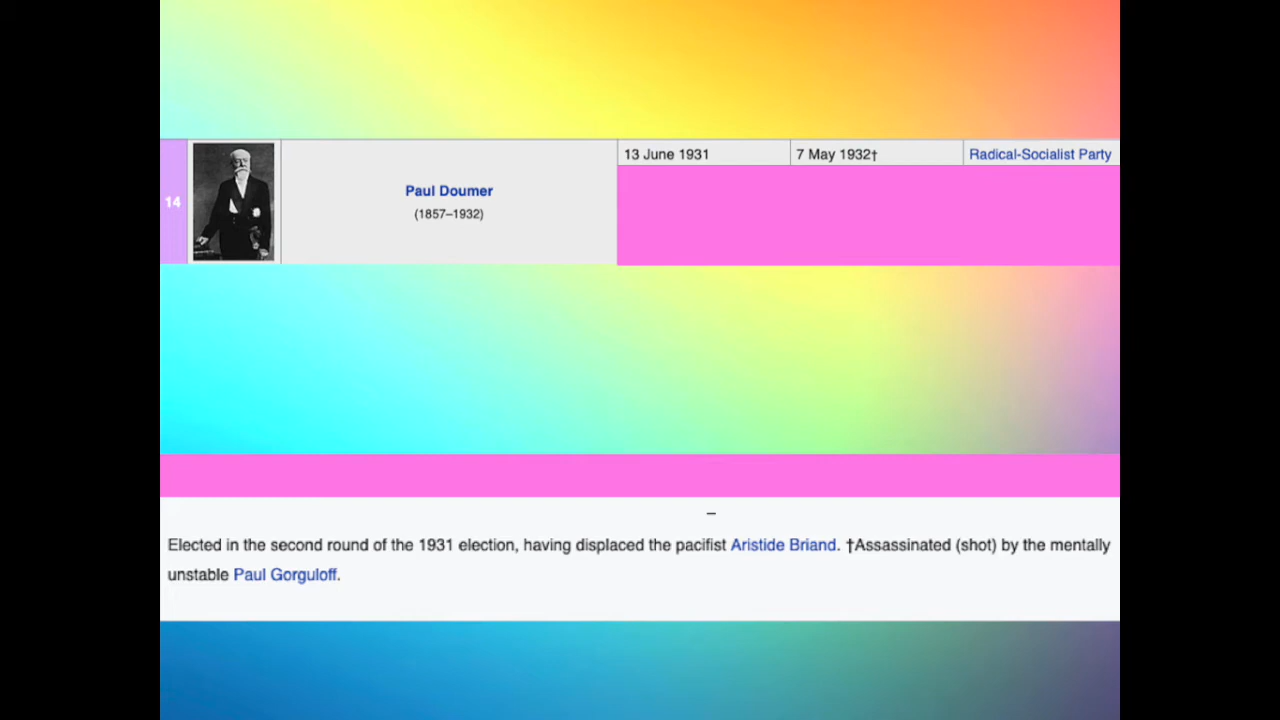 14
Paul Doumer
(1857–1932)
13 June 1931
7 May 1932†
Radical-Socialist Party
–
Elected in the second round of the 1931 election, having displaced the pacifist Aristide Briand. †Assassinated (shot) by the mentally
unstable Paul Gorguloff.